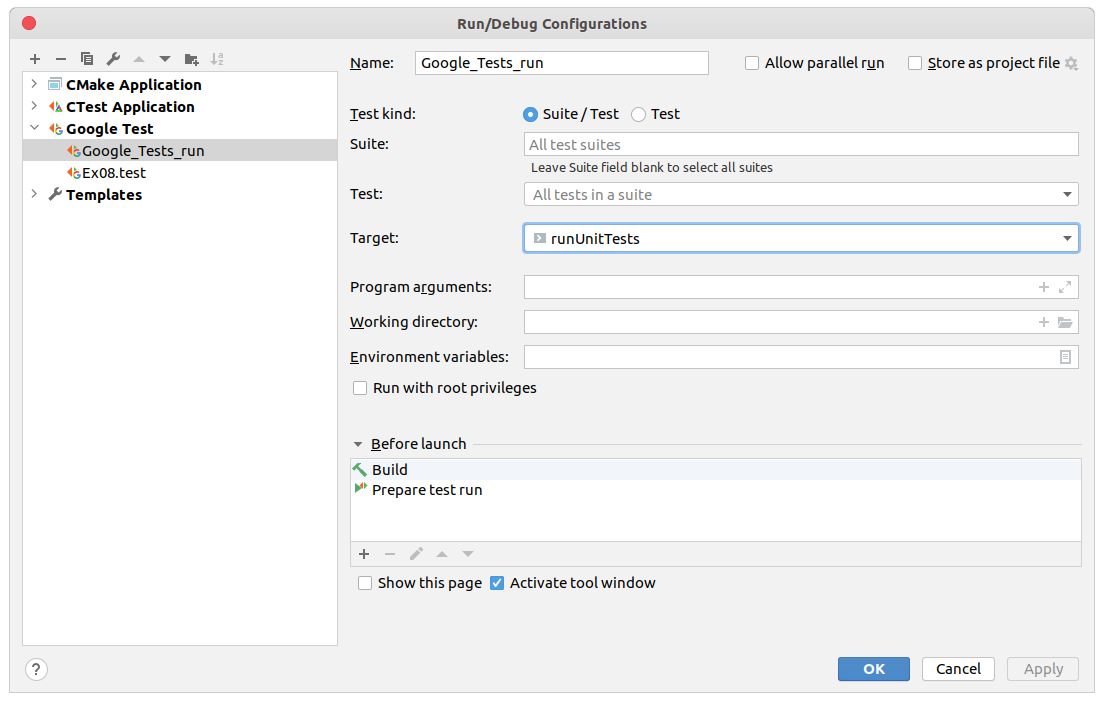 Run/Debug Configurations
Name: Google_Tests_run Allow parallel run Store as project file
CMake Application
CTest Application
Google Test
Google_Tests_run
Ex08.test
Templates
Test kind: Suite / Test Test
Suite: All test suites
Leave Suite field blank to select all suites
Test: All tests in a suite
Target: runUnitTests
Program arguments:
Working directory:
Environment variables:
Run with root privileges
Before launch
Build
Prepare test run
Show this page Activate tool window
? OK Cancel Apply